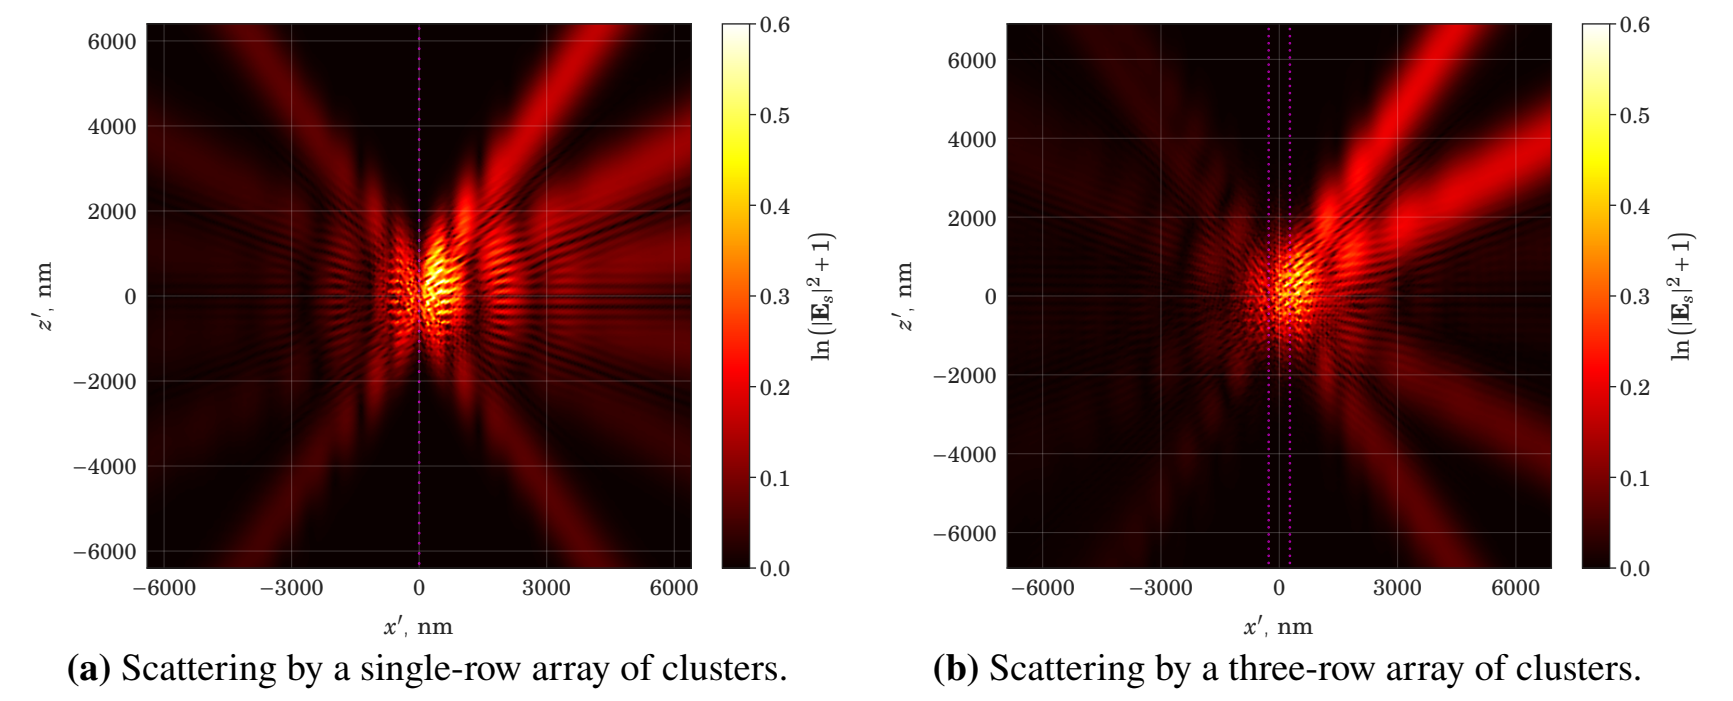 6000
4000
2000
0
−2000
−4000
−6000
z′, nm
−6000 −3000 0 3000 6000
x′, nm
0.6
0.5
0.4
0.3
0.2
0.1
0.0
ln (|E_s|² + 1)
(a) Scattering by a single-row array of clusters.
6000
4000
2000
0
−2000
−4000
−6000
z′, nm
−6000 −3000 0 3000 6000
x′, nm
0.6
0.5
0.4
0.3
0.2
0.1
0.0
ln (|E_s|² + 1)
(b) Scattering by a three-row array of clusters.